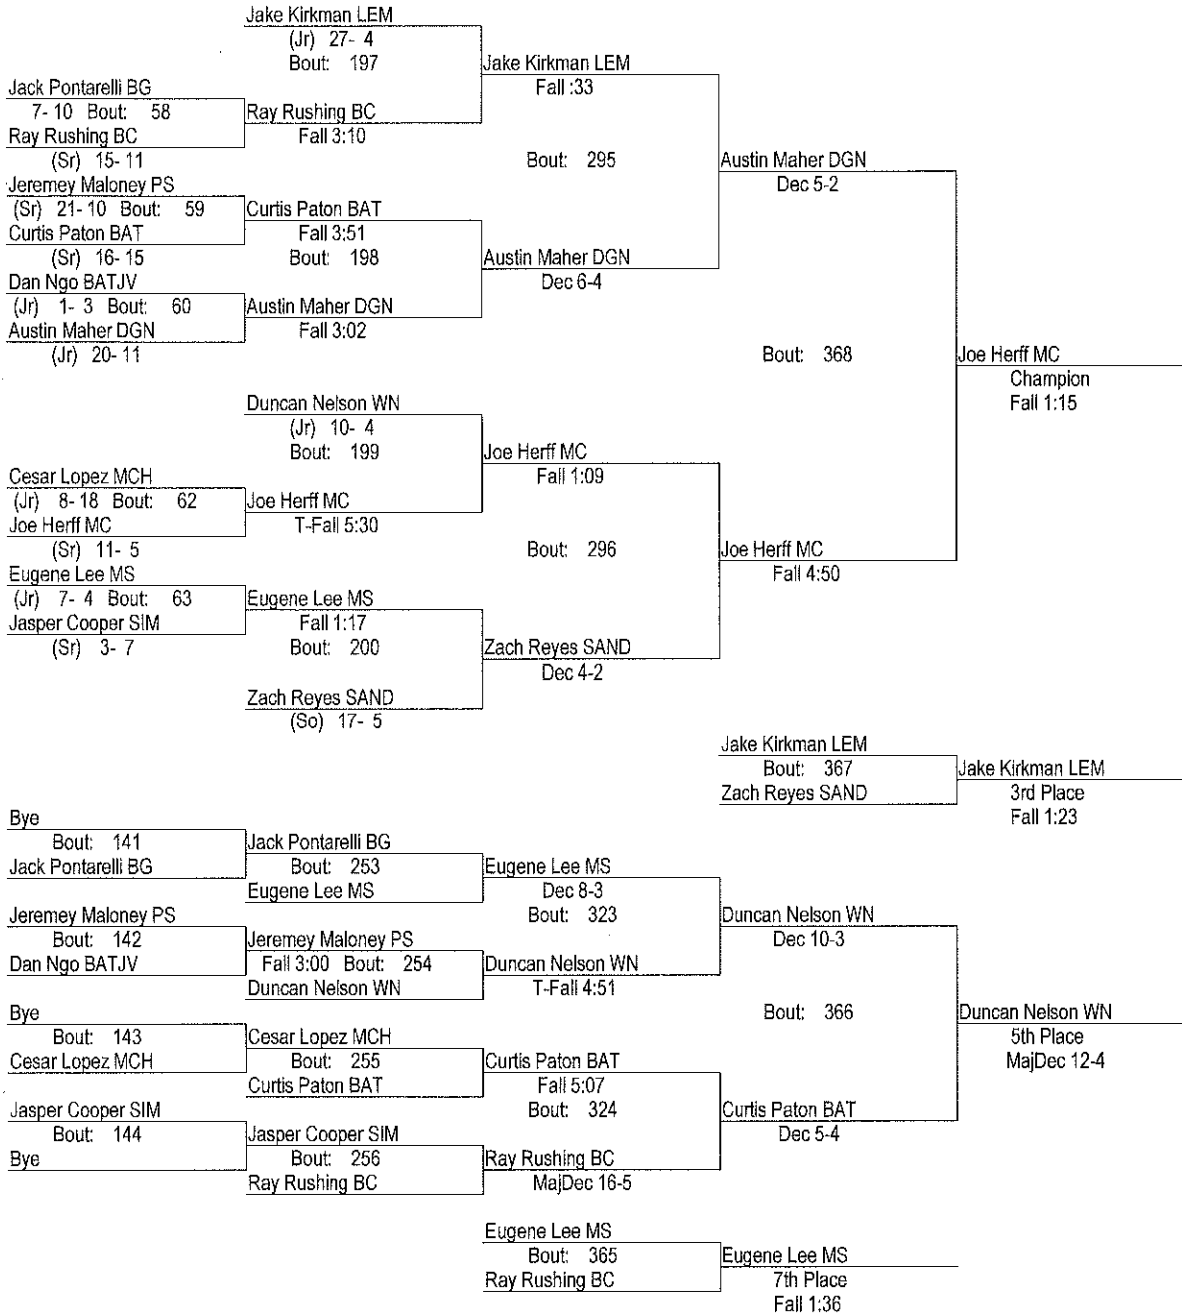 Jake Kirkman LEM
(Jr) 27- 4
Bout: 197
Jake Kirkman LEM
Fall :33
Jack Pontarelli BG
7- 10 Bout: 58
Ray Rushing BC
Ray Rushing BC
Fall 3:10
(Sr) 15- 11
Bout: 295
Austin Maher DGN
Dec 5-2
Jeremey Maloney PS
(Sr) 21- 10 Bout: 59
Curtis Paton BAT
Curtis Paton BAT
Fall 3:51
(Sr) 16- 15
Bout: 198
Austin Maher DGN
Dec 6-4
Dan Ngo BATJV
(Jr) 1- 3 Bout: 60
Austin Maher DGN
Austin Maher DGN
Fall 3:02
(Jr) 20- 11
Bout: 368
Joe Herff MC
Champion
Fall 1:15
Duncan Nelson WN
(Jr) 10- 4
Bout: 199
Joe Herff MC
Fall 1:09
Cesar Lopez MCH
(Jr) 8- 18 Bout: 62
Joe Herff MC
Joe Herff MC
T-Fall 5:30
(Sr) 11- 5
Bout: 296
Joe Herff MC
Fall 4:50
Eugene Lee MS
(Jr) 7- 4 Bout: 63
Eugene Lee MS
Jasper Cooper SIM
Fall 1:17
(Sr) 3- 7
Bout: 200
Zach Reyes SAND
Dec 4-2
Zach Reyes SAND
(So) 17- 5
Jake Kirkman LEM
Bout: 367
Jake Kirkman LEM
Zach Reyes SAND
3rd Place
Fall 1:23
Bye
Bout: 141
Jack Pontarelli BG
Jack Pontarelli BG
Bout: 253
Eugene Lee MS
Eugene Lee MS
Dec 8-3
Bout: 323
Duncan Nelson WN
Dec 10-3
Jeremey Maloney PS
Bout: 142
Jeremey Maloney PS
Dan Ngo BATJV
Fall 3:00 Bout: 254
Duncan Nelson WN
Duncan Nelson WN
T-Fall 4:51
Bout: 366
Duncan Nelson WN
5th Place
MajDec 12-4
Bye
Bout: 143
Cesar Lopez MCH
Cesar Lopez MCH
Bout: 255
Curtis Paton BAT
Curtis Paton BAT
Fall 5:07
Bout: 324
Curtis Paton BAT
Dec 5-4
Jasper Cooper SIM
Bout: 144
Jasper Cooper SIM
Bye
Bout: 256
Ray Rushing BC
Ray Rushing BC
MajDec 16-5
Eugene Lee MS
Bout: 365
Eugene Lee MS
Ray Rushing BC
7th Place
Fall 1:36